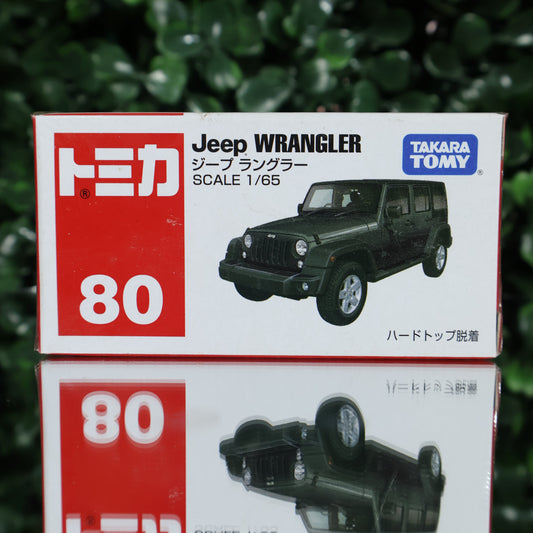 トミカ®
80
Jeep WRANGLER
ジープ ラングラー
SCALE 1/65
TAKARA
TOMY®
ハードトップ脱着